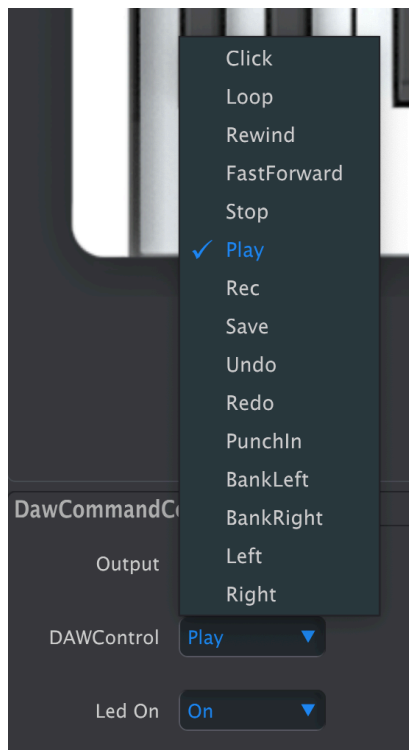 Click
Loop
Rewind
FastForward
Stop
✓ Play
Rec
Save
Undo
Redo
PunchIn
BankLeft
BankRight
Left
Right
DawCommandC
Output
DAWControl Play ▼
Led On On ▼